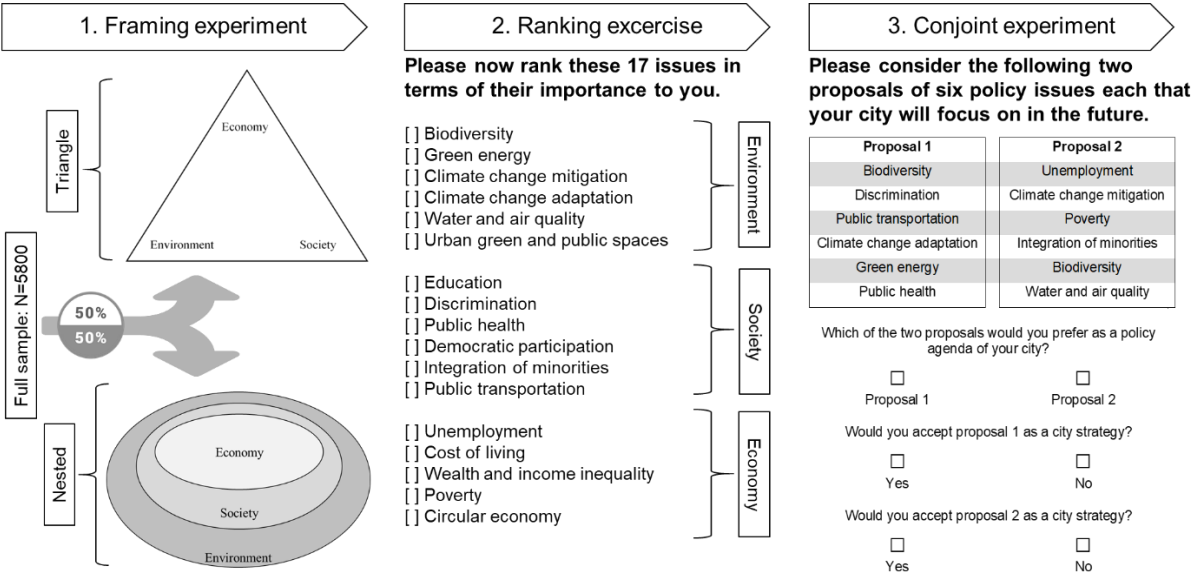 1. Framing experiment
Triangle
Economy
Environment
Society
Full sample: N=5800
50%
50%
Nested
Economy
Society
Environment
2. Ranking excercise
Please now rank these 17 issues in
terms of their importance to you.
[ ] Biodiversity
[ ] Green energy
[ ] Climate change mitigation
[ ] Climate change adaptation
[ ] Water and air quality
[ ] Urban green and public spaces
Environment
[ ] Education
[ ] Discrimination
[ ] Public health
[ ] Democratic participation
[ ] Integration of minorities
[ ] Public transportation
Society
[ ] Unemployment
[ ] Cost of living
[ ] Wealth and income inequality
[ ] Poverty
[ ] Circular economy
Economy
3. Conjoint experiment
Please consider the following two
proposals of six policy issues each that
your city will focus on in the future.
Proposal 1 Proposal 2
Biodiversity Unemployment
Discrimination Climate change mitigation
Public transportation Poverty
Climate change adaptation Integration of minorities
Green energy Biodiversity
Public health Water and air quality
Which of the two proposals would you prefer as a policy
agenda of your city?
Proposal 1 Proposal 2
Would you accept proposal 1 as a city strategy?
Yes No
Would you accept proposal 2 as a city strategy?
Yes No